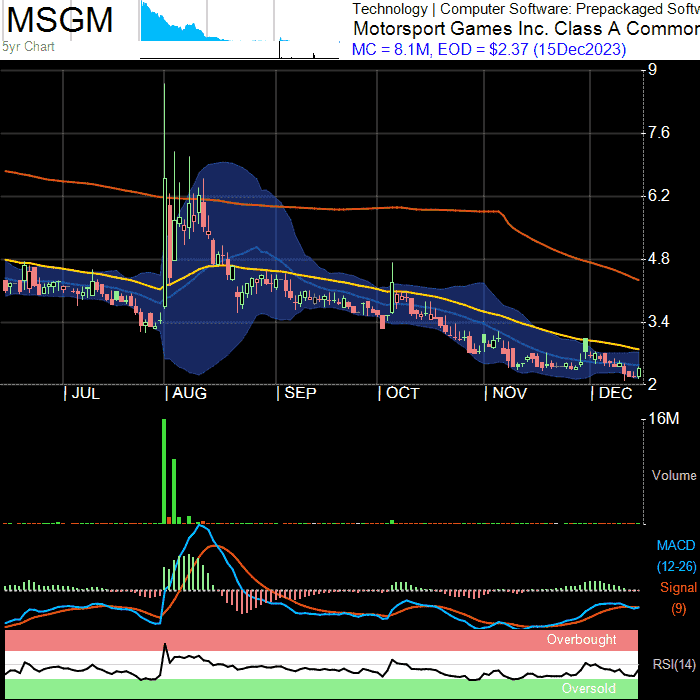 MSGM
5yr Chart
Technology | Computer Software: Prepackaged Softw
Motorsport Games Inc. Class A Common
MC = 8.1M, EOD = $2.37 (15Dec2023)
9
7.6
6.2
4.8
3.4
2
| JUL | AUG | SEP | OCT | NOV | DEC
16M
Volume
MACD
(12-26)
Signal
(9)
Overbought
RSI(14)
Oversold